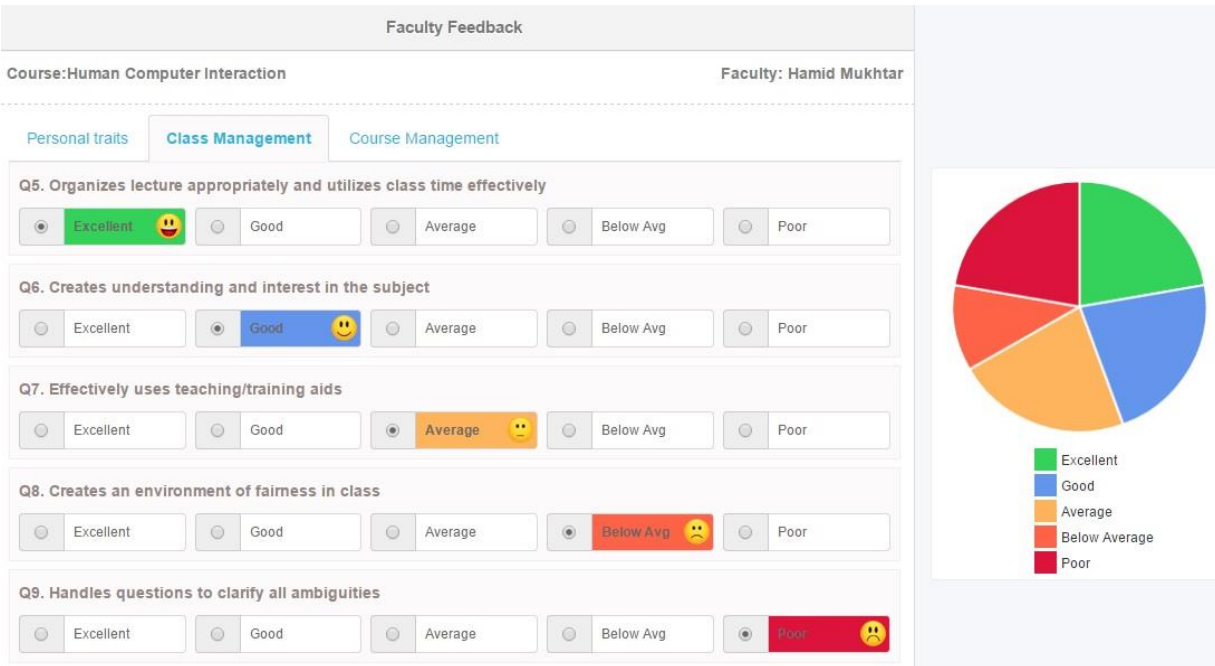 Faculty Feedback
Course:Human Computer Interaction Faculty: Hamid Mukhtar
Personal traits Class Management Course Management
Q5. Organizes lecture appropriately and utilizes class time effectively
Excellent Good Average Below Avg Poor
Q6. Creates understanding and interest in the subject
Excellent Good Average Below Avg Poor
Q7. Effectively uses teaching/training aids
Excellent Good Average Below Avg Poor
Q8. Creates an environment of fairness in class
Excellent Good Average Below Avg Poor
Q9. Handles questions to clarify all ambiguities
Excellent Good Average Below Avg Poor
Excellent
Good
Average
Below Average
Poor